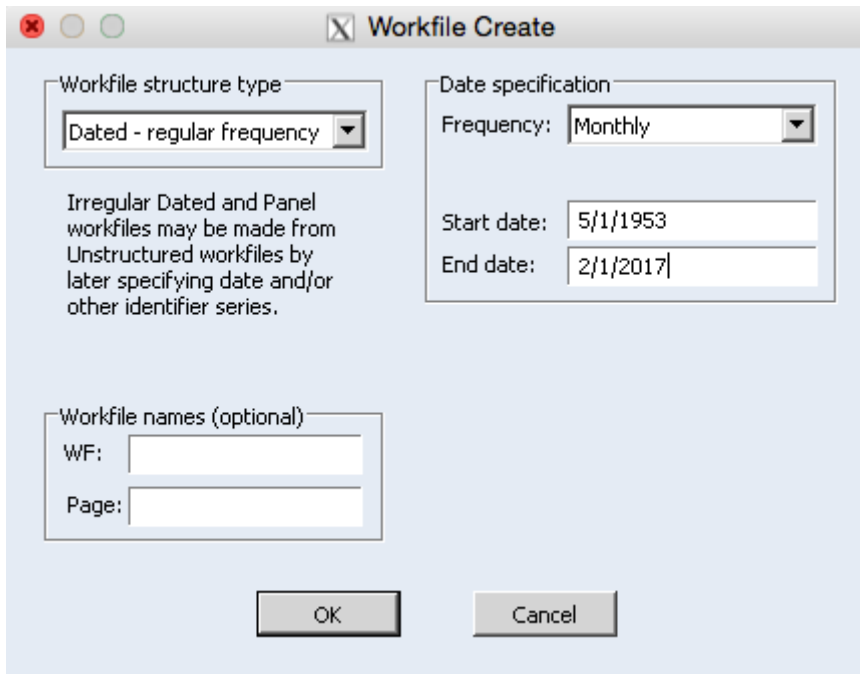 Workfile Create
Workfile structure type
Dated - regular frequency
Irregular Dated and Panel
workfiles may be made from
Unstructured workfiles by
later specifying date and/or
other identifier series.
Date specification
Frequency: Monthly
Start date: 5/1/1953
End date: 2/1/2017
Workfile names (optional)
WF:
Page:
OK Cancel